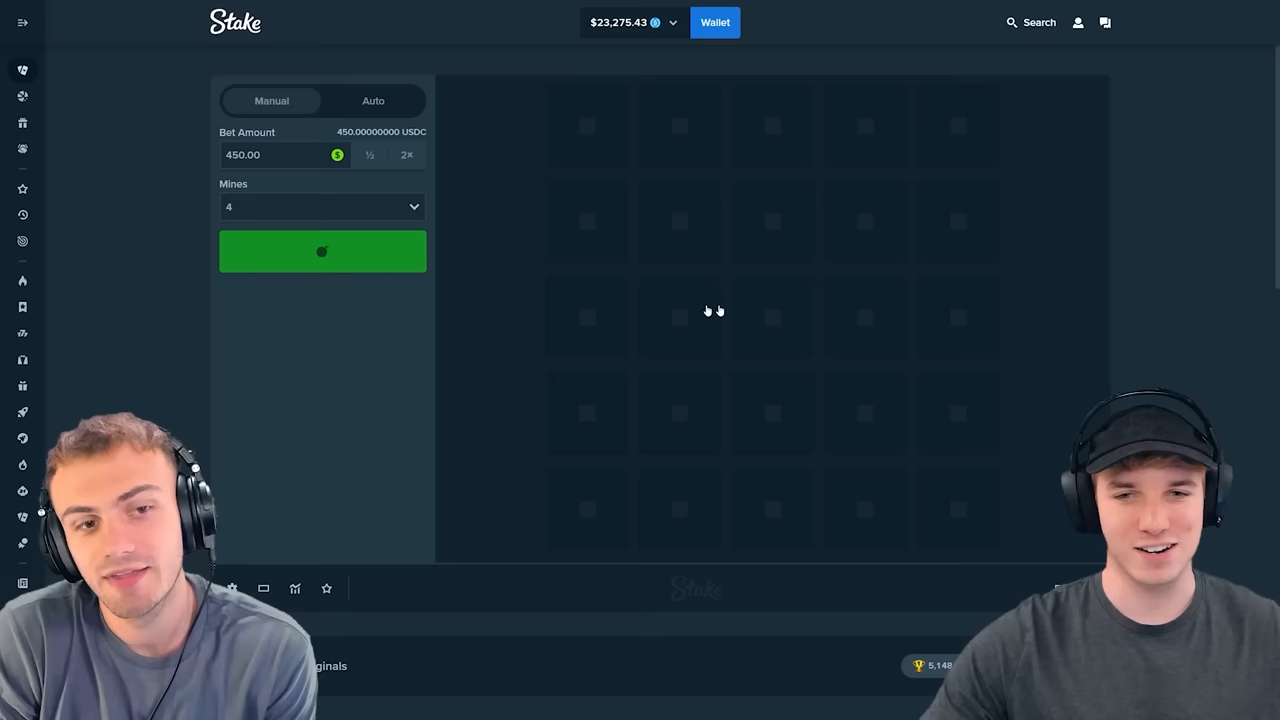 Stake
$23,275.43
Wallet
Search
Manual
Auto
Bet Amount
450.00000000 USDC
450.00
½
2×
Mines
4
Stake
ginals
5,148